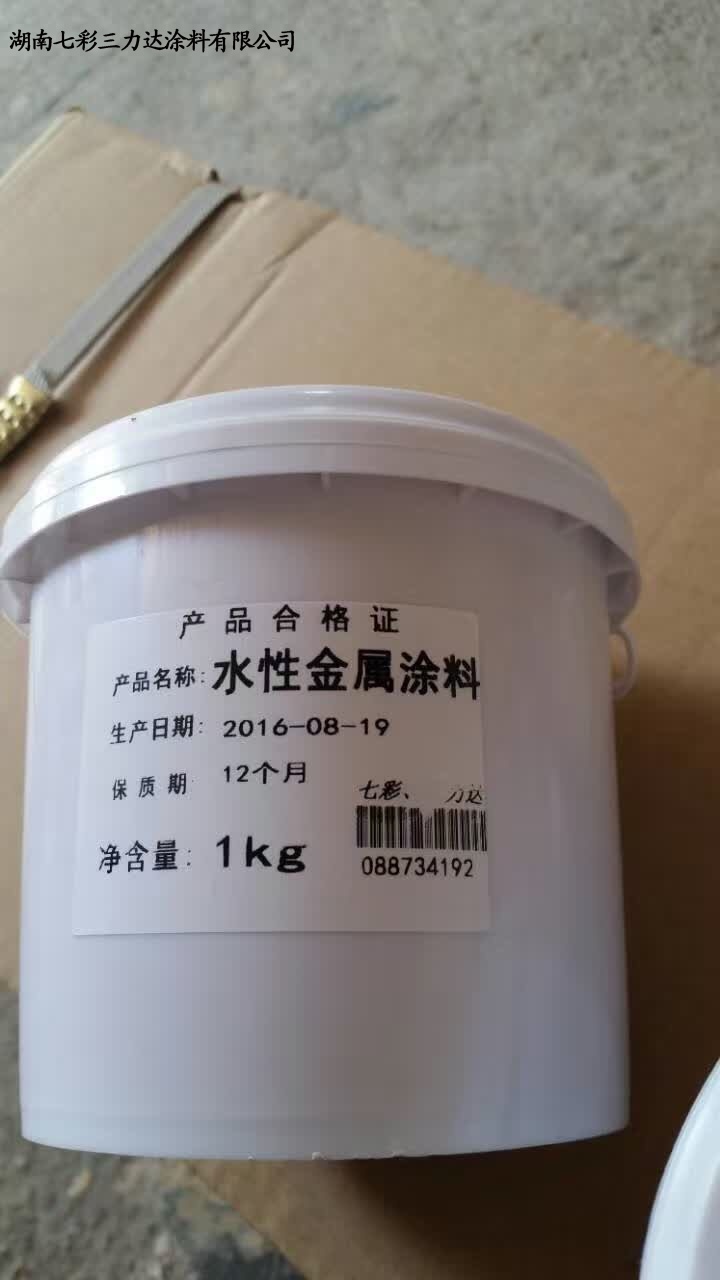 湖南七彩三力达涂料有限公司
产品合格证
产品名称:水性金属涂料
生产日期: 2016-08-19
保质期: 12个月
七彩、 力达
净含量: 1kg
088734192